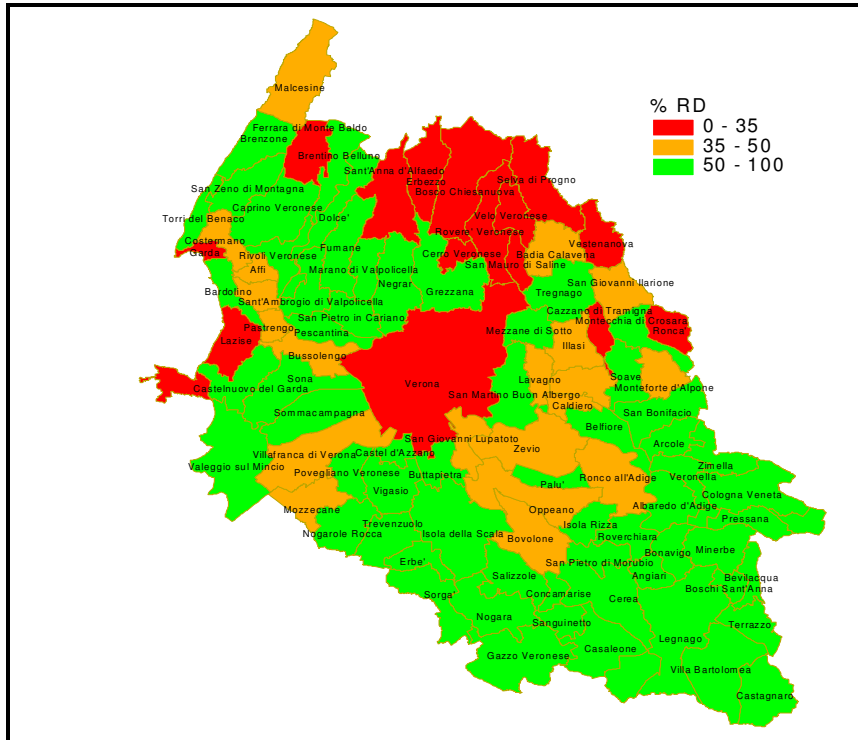 % RD
0 - 35
35 - 50
50 - 100
Malcesine
Ferrara di Monte Baldo
Brenzone
Brentino Belluno
Sant'Anna d'Alfaedo
Erbezzo
Selva di Progno
Bosco Chiesanuova
San Zeno di Montagna
Caprino Veronese
Torri del Benaco
Dolce'
Velo Veronese
Rovere' Veronese
Costermano
Garda
Fumane
Vestenanova
Rivoli Veronese
Cerro Veronese
Badia Calavena
Affi
Marano di Valpolicella
San Mauro di Saline
Negrar
San Giovanni Ilarione
Bardolino
Grezzana
Tregnago
Sant'Ambrogio di Valpolicella
Cazzano di Tramigna
San Pietro in Cariano
Montecchia di Crosara
Pastrengo
Pescantina
Mezzane di Sotto
Ronca'
Lazise
Illasi
Bussolengo
Sona
Lavagno
Soave
Castelnuovo del Garda
Verona
Monteforte d'Alpone
San Martino Buon Albergo
Caldiero
Sommacampagna
San Bonifacio
Belfiore
San Giovanni Lupatoto
Arcole
Castel d'Azzano
Zevio
Villafranca di Verona
Valeggio sul Mincio
Povegliano Veronese
Buttapietra
Ronco all'Adige
Zimella
Veronella
Vigasio
Palu'
Cologna Veneta
Mozzecane
Oppeano
Albaredo d'Adige
Pressana
Trevenzuolo
Isola Rizza
Nogarole Rocca
Isola della Scala
Bovolone
Roverchiara
Bonavigo
Minerbe
Erbe'
San Pietro di Morubio
Salizzole
Angiari
Bevilacqua
Boschi Sant'Anna
Sorga'
Concamarise
Cerea
Nogara
Sanguinetto
Terrazzo
Legnago
Casaleone
Gazzo Veronese
Villa Bartolomea
Castagnaro